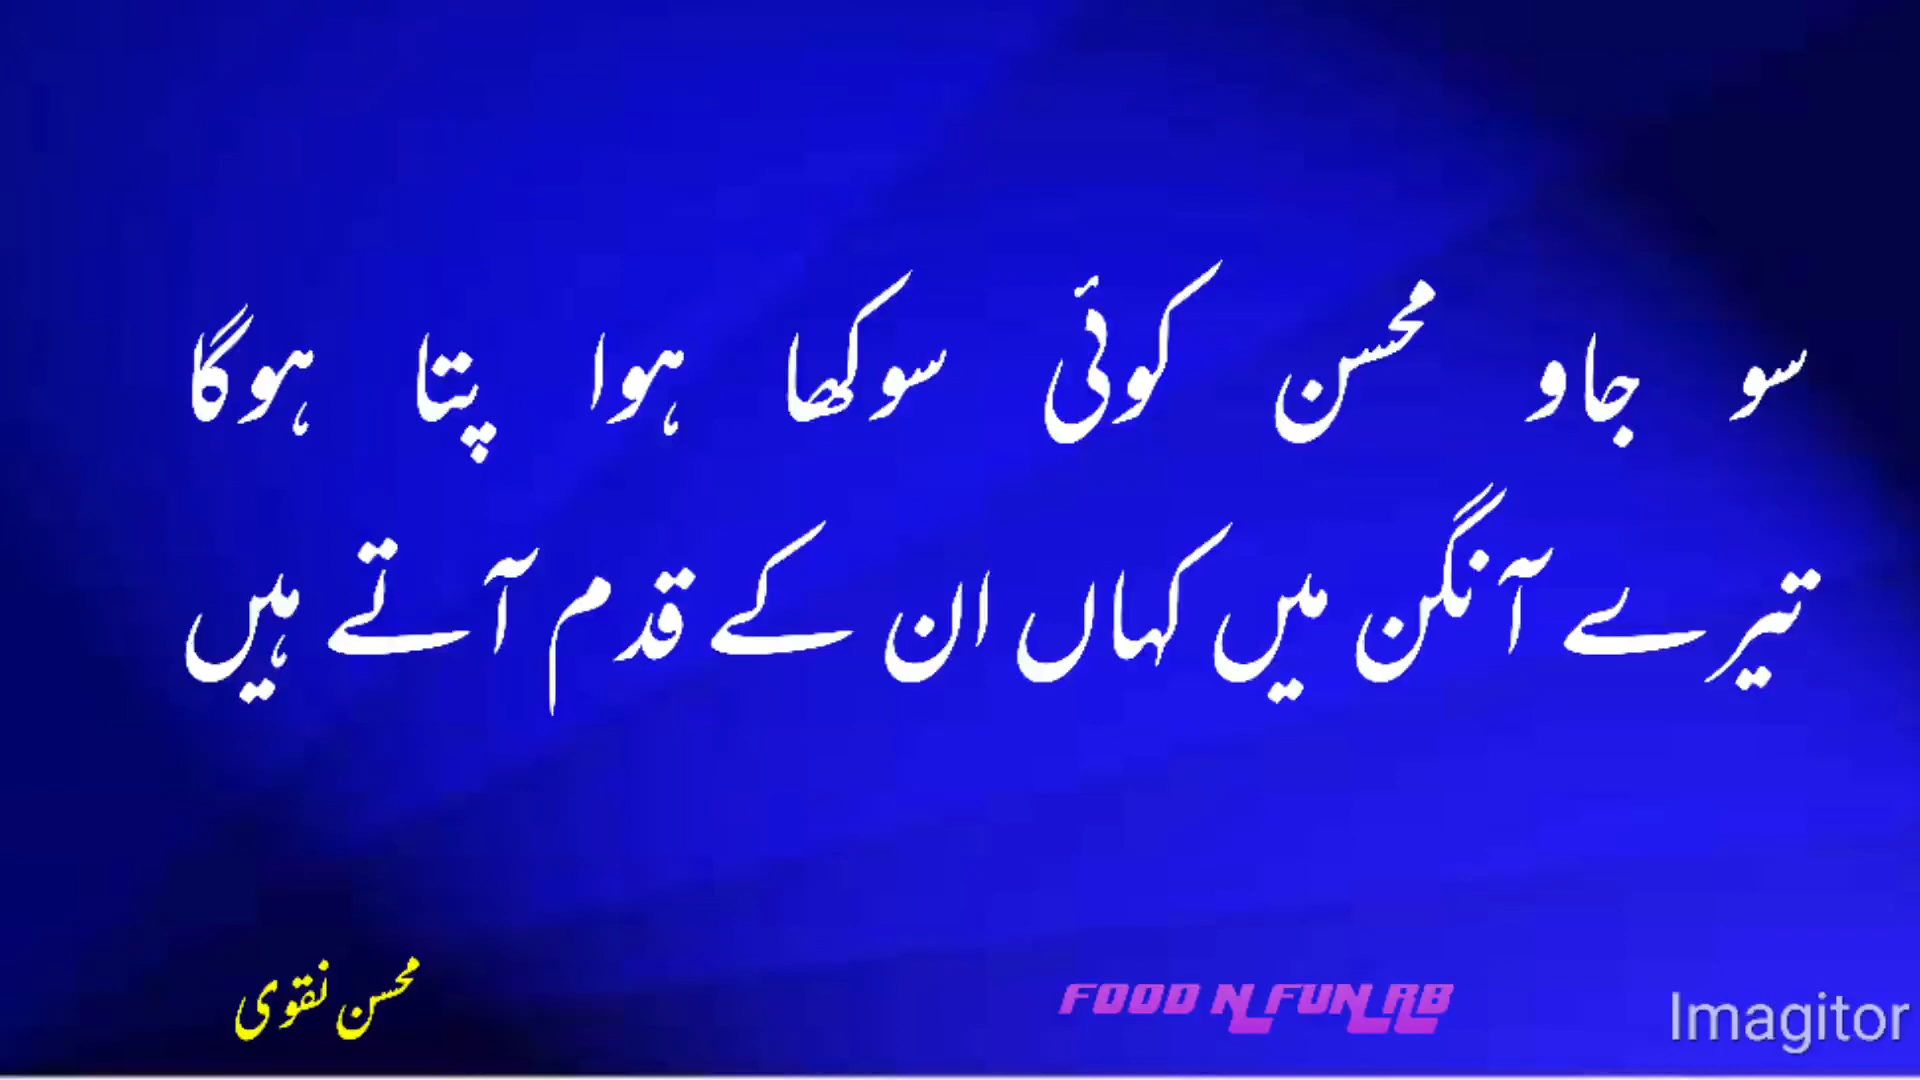 سو جاو محسن کوئی سوکھا ہوا پتا ہوگا
تیرے آنگن میں کہاں ان کے قدم آتے ہیں
محسن نقوی
FOOD N FUN RB
Imagitor